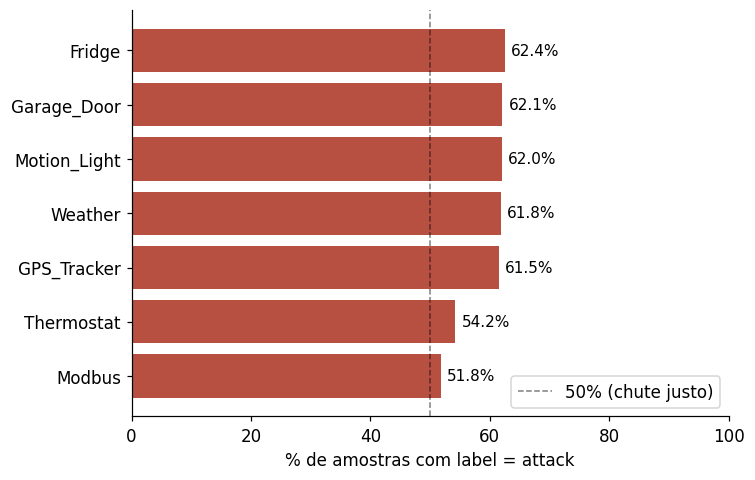 Fridge 62.4%
Garage_Door 62.1%
Motion_Light 62.0%
Weather 61.8%
GPS_Tracker 61.5%
Thermostat 54.2%
Modbus 51.8%
50% (chute justo)
0 20 40 60 80 100
% de amostras com label = attack